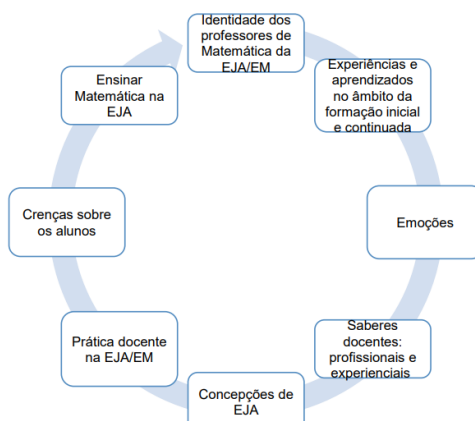 Identidade dos
professores de
Matemática da
EJA/EM
Experiências e
aprendizados
no âmbito da
formação inicial
e continuada
Emoções
Saberes
docentes:
profissionais e
experienciais
Concepções de
EJA
Prática docente
na EJA/EM
Crenças sobre
os alunos
Ensinar
Matemática na
EJA